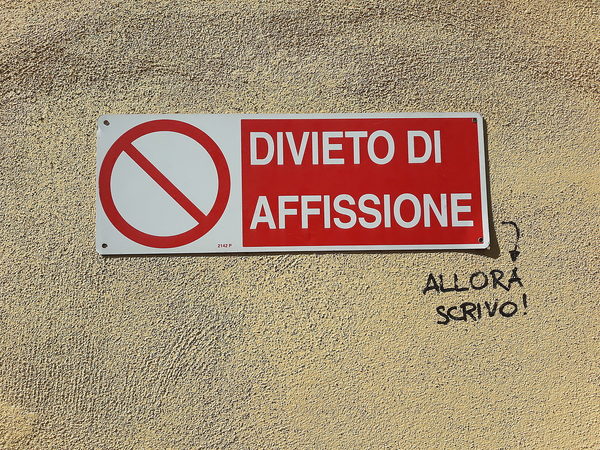 DIVIETO DI
AFFISSIONE
2142 P
ALLORA
SCRIVO!